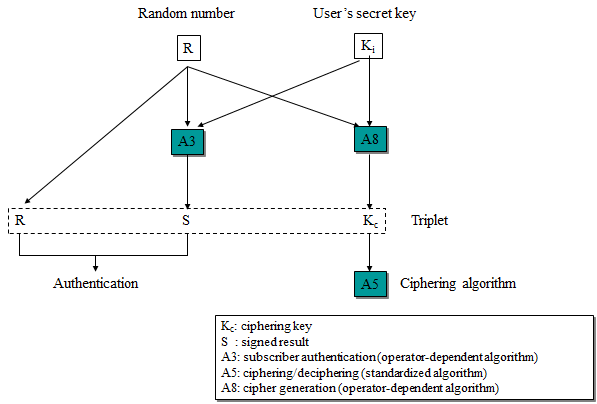 Random number User's secret key
R Ki
A3 A8
R S Kc Triplet
Authentication A5 Ciphering algorithm
Kc: ciphering key
S : signed result
A3: subscriber authentication (operator-dependent algorithm)
A5: ciphering/deciphering (standardized algorithm)
A8: cipher generation (operator-dependent algorithm)